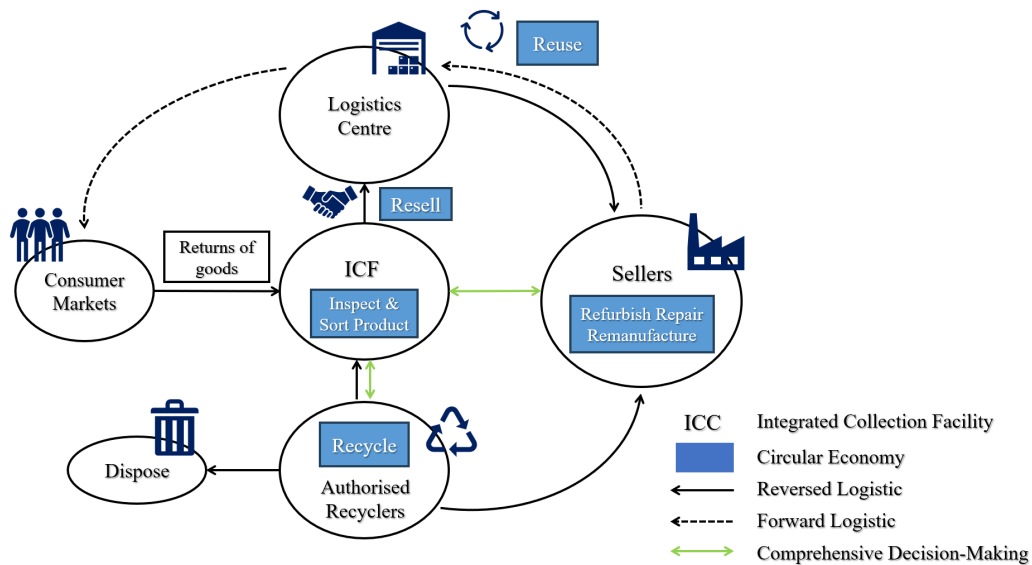 Reuse
Logistics
Centre
Resell
Returns of
goods
Consumer
Markets
ICF
Inspect &
Sort Product
Sellers
Refurbish Repair
Remanufacture
Recycle
Authorised
Recyclers
Dispose
ICC Integrated Collection Facility
Circular Economy
Reversed Logistic
Forward Logistic
Comprehensive Decision-Making